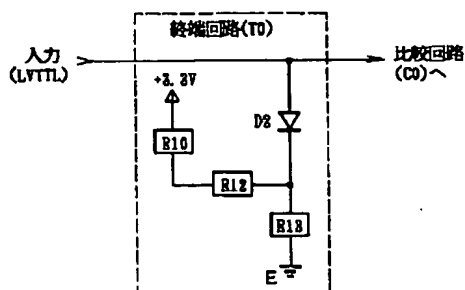 終端回路(T0)
入力
(LVTTL)
比較回路
(C0)へ
+3.3V
D2
R10
R12
R13
E